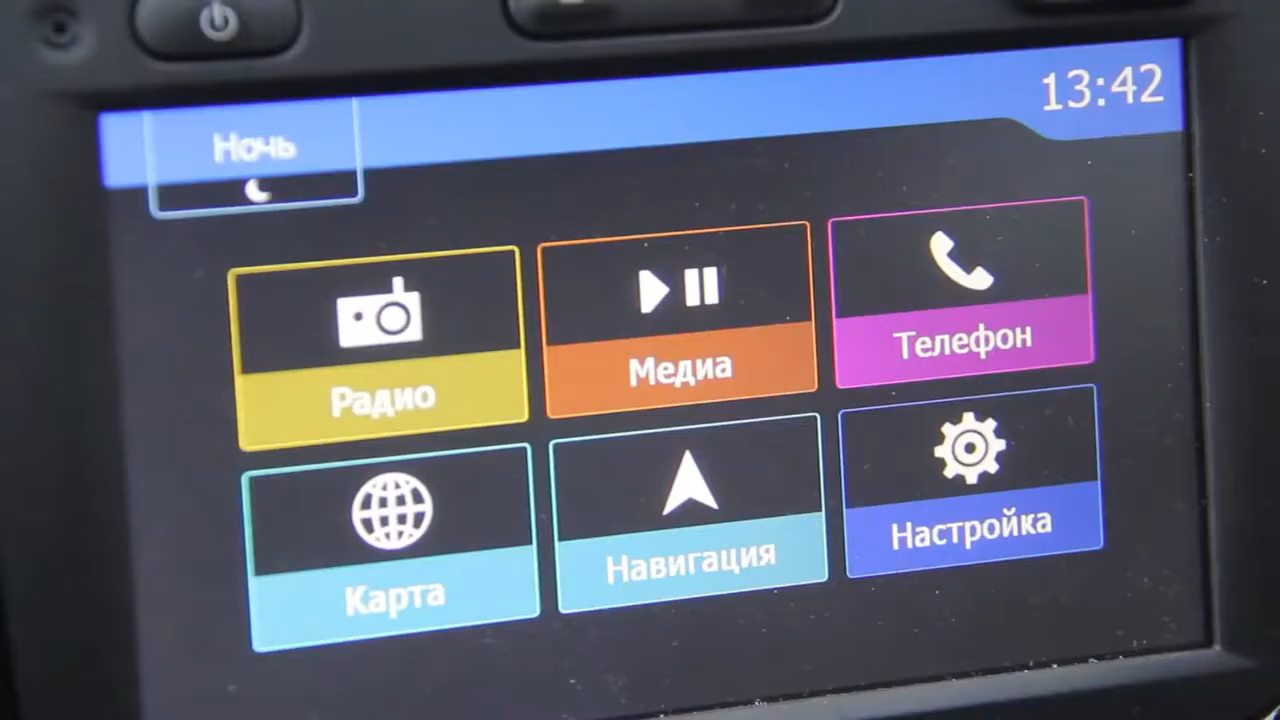 13:42
Ночь
Радио
Медиа
Телефон
Карта
Навигация
Настройка